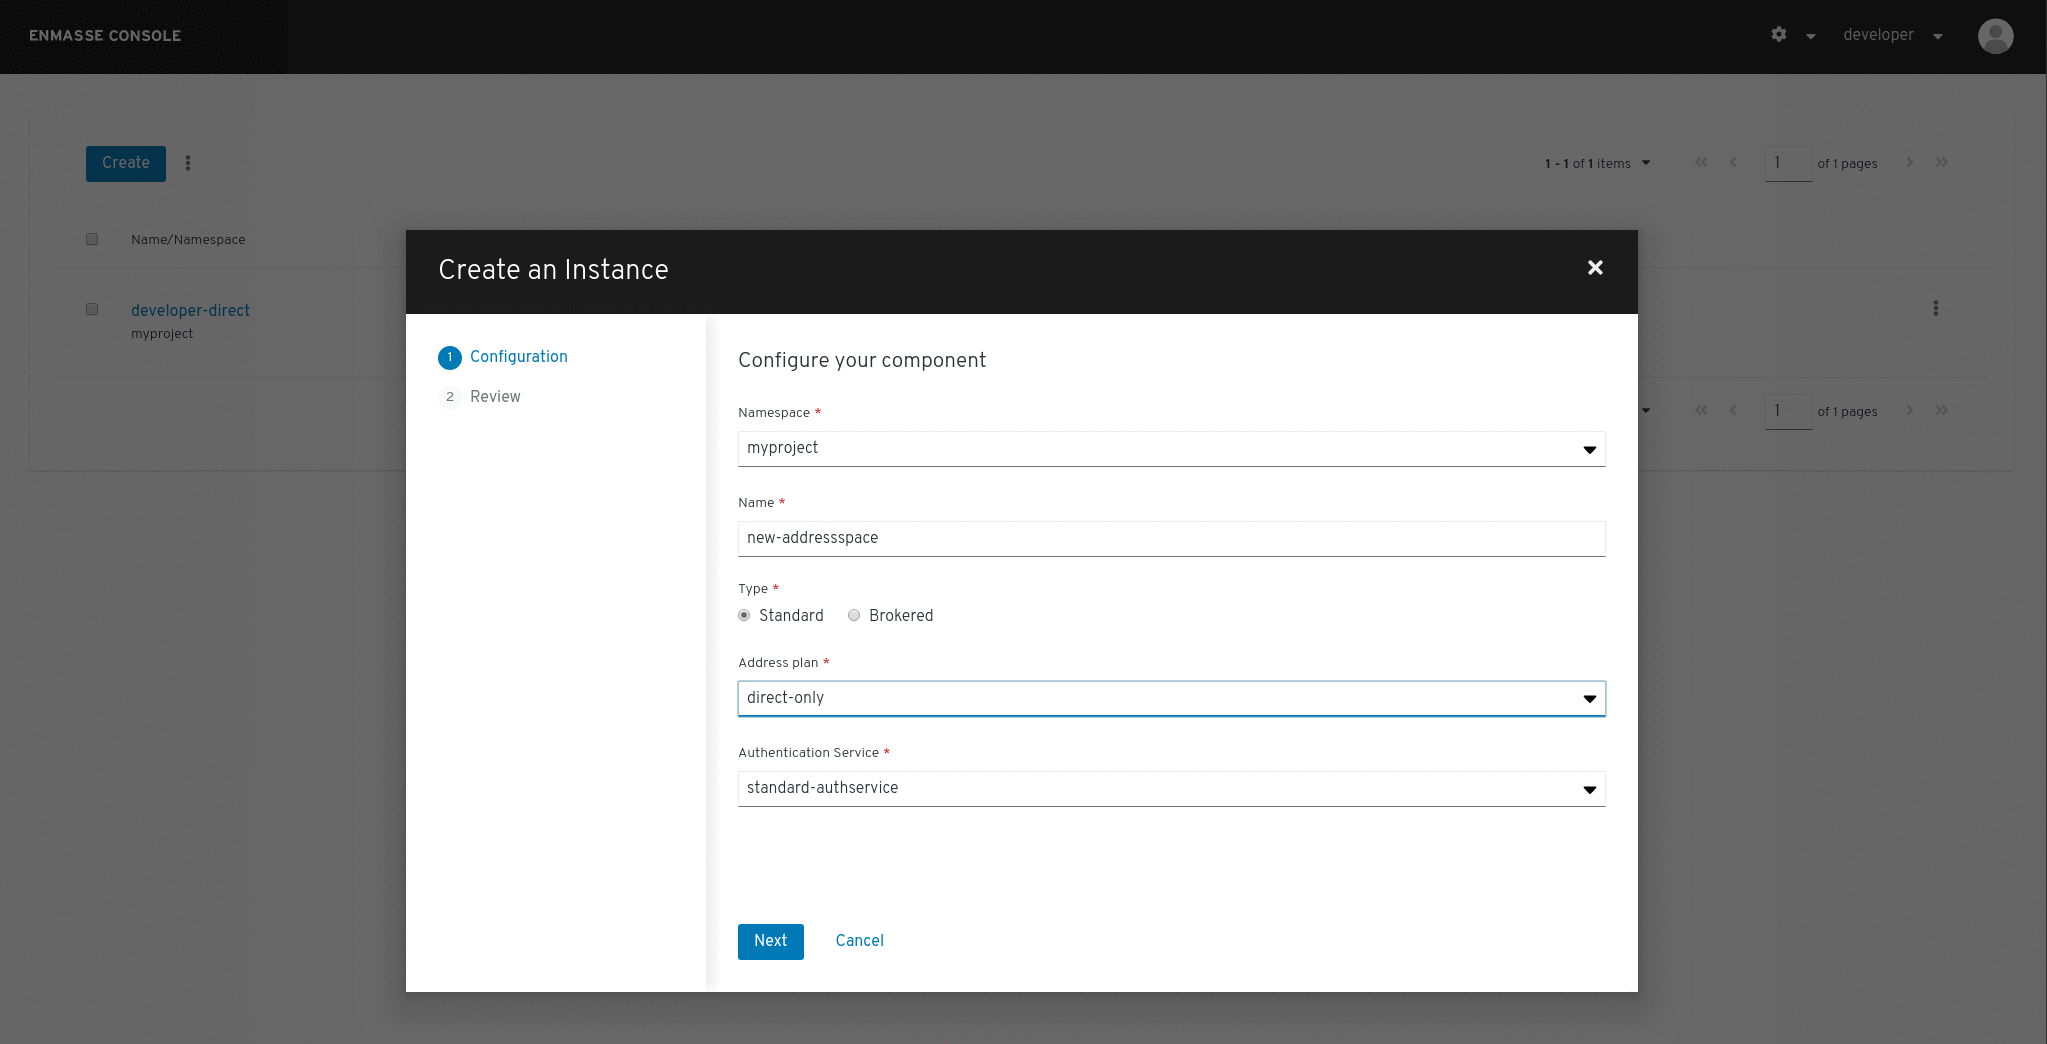 ENMASSE CONSOLE
developer
Create
1 - 1 of 1 items
1 of 1 pages
Name/Namespace
developer-direct
myproject
1 of 1 pages
Create an Instance
1 Configuration
2 Review
Configure your component
Namespace *
myproject
Name *
new-addressspace
Type *
Standard Brokered
Address plan *
direct-only
Authentication Service *
standard-authservice
Next Cancel